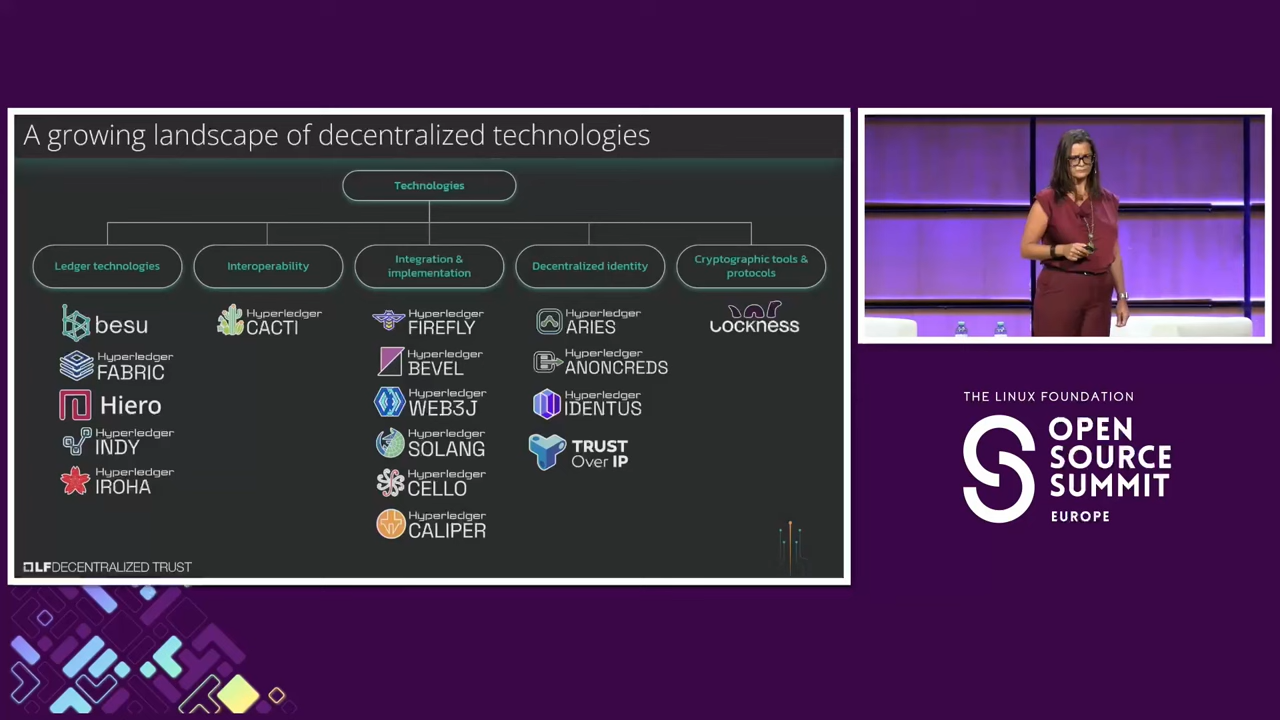 A growing landscape of decentralized technologies
Technologies
Ledger technologies
Interoperability
Integration &
implementation
Decentralized identity
Cryptographic tools &
protocols
besu
Hyperledger
FABRIC
Hiero
Hyperledger
INDY
Hyperledger
IROHA
Hyperledger
CACTI
Hyperledger
FIREFLY
Hyperledger
BEVEL
Hyperledger
WEB3J
Hyperledger
SOLANG
Hyperledger
CELLO
Hyperledger
CALIPER
Hyperledger
ARIES
Hyperledger
ANONCREDS
Hyperledger
IDENTUS
TRUST
Over IP
LOCKNESS
LFDECENTRALIZED TRUST
THE LINUX FOUNDATION
OPEN
SOURCE
SUMMIT
EUROPE